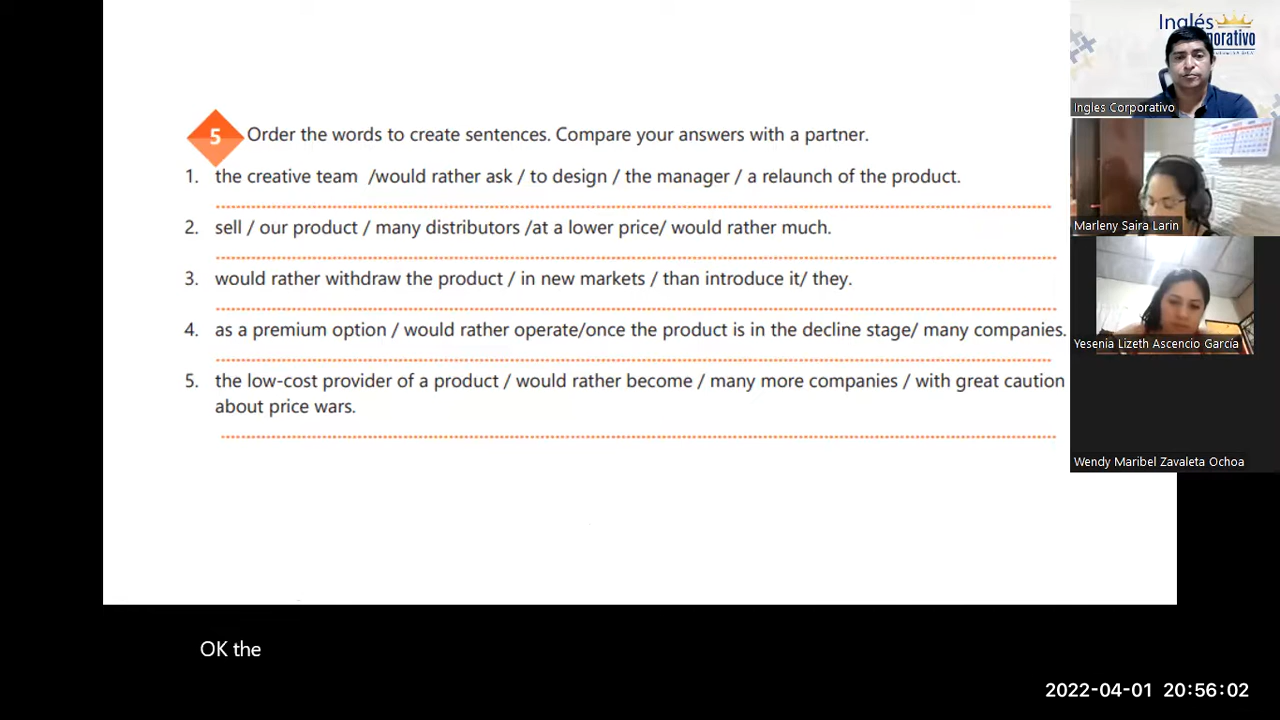 5 Order the words to create sentences. Compare your answers with a partner.
1. the creative team /would rather ask / to design / the manager / a relaunch of the product.
2. sell / our product / many distributors /at a lower price/ would rather much.
3. would rather withdraw the product / in new markets / than introduce it/ they.
4. as a premium option / would rather operate/once the product is in the decline stage/ many companies.
5. the low-cost provider of a product / would rather become / many more companies / with great caution
about price wars.
Inglés
porativo
Ingles Corporativo
Marleny Saira Larin
Yesenia Lizeth Ascencio García
Wendy Maribel Zavaleta Ochoa
OK the
2022-04-01 20:56:02